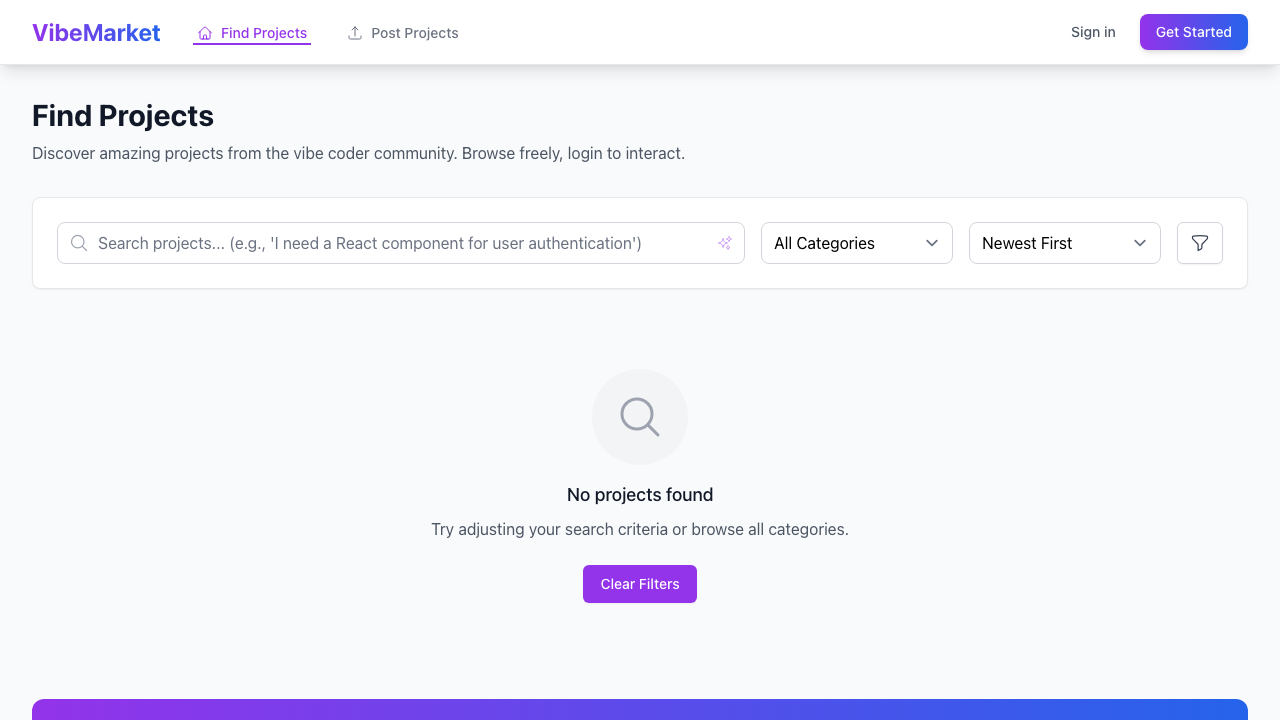 VibeMarket
Find Projects
Post Projects
Sign in
Get Started
Find Projects
Discover amazing projects from the vibe coder community. Browse freely, login to interact.
Search projects... (e.g., 'I need a React component for user authentication')
All Categories
Newest First
No projects found
Try adjusting your search criteria or browse all categories.
Clear Filters